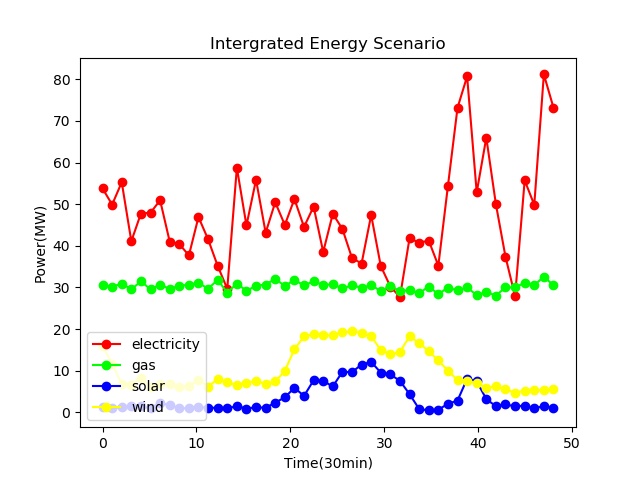 Intergrated Energy Scenario
Power(MW)
80
70
60
50
40
30
20
10
0
electricity
gas
solar
wind
0 10 20 30 40 50
Time(30min)